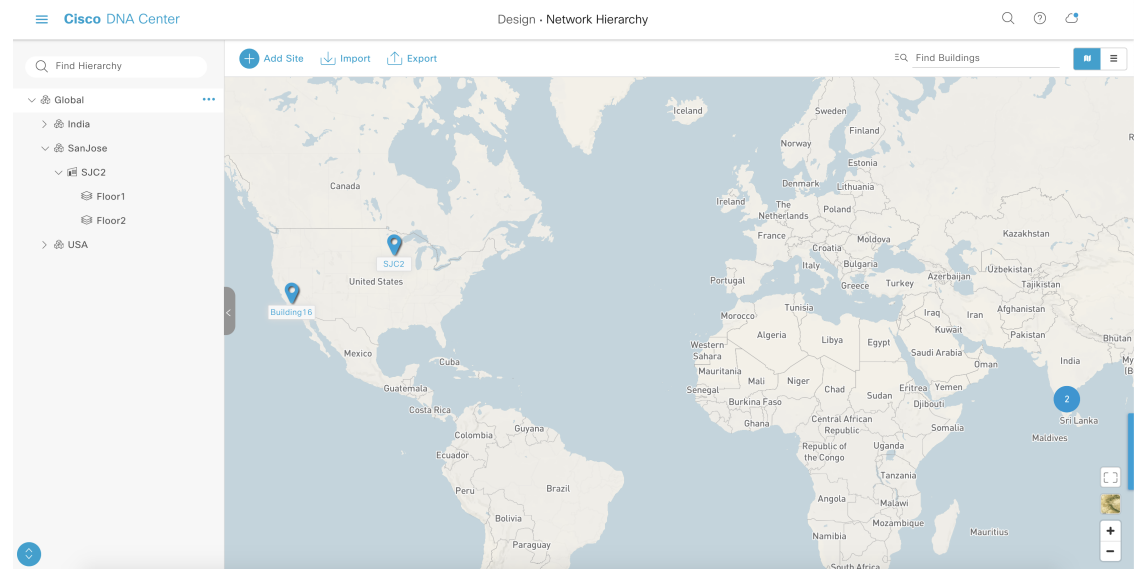 Cisco DNA Center
Design · Network Hierarchy
Find Hierarchy
Add Site
Import
Export
Find Buildings
Global
India
SanJose
SJC2
Floor1
Floor2
USA
Iceland
Sweden
Finland
Norway
Estonia
Canada
Denmark
Lithuania
Ireland
The
Netherlands
Poland
France
Kazakhstan
Croatia
Moldova
SJC2
Italy
Bulgaria
Uzbekistan
Azerbaijan
United States
Portugal
Greece
Turkey
Tajikistan
Building16
Tunisia
Morocco
Iraq
Iran
Afghanistan
Kuwait
Algeria
Libya
Egypt
Pakistan
Bhutan
Western
Sahara
Mexico
Saudi Arabia
Cuba
Oman
India
My
(B
Mauritania
Mali
Niger
Guatemala
Senegal
Chad
Sudan
Eritrea
Yemen
2
Burkina Faso
Djibouti
Costa Rica
Ghana
Central African
Republic
Sri Lanka
Guyana
Somalia
Colombia
Maldives
Republic of
the Congo
Uganda
Ecuador
Tanzania
Peru
Brazil
Angola
Malawi
Bolivia
Mozambique
Mauritius
Namibia
Paraguay
South Africa
R